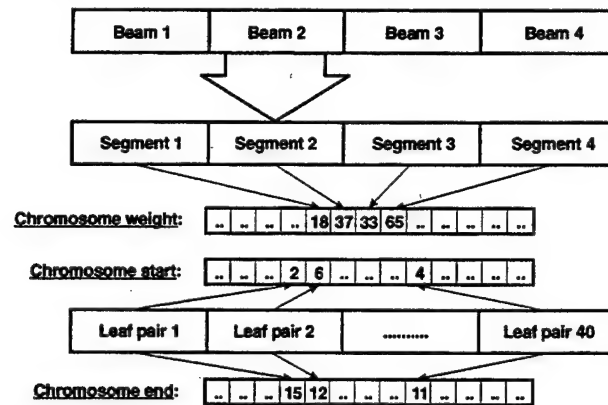 Beam 1 Beam 2 Beam 3 Beam 4
Segment 1 Segment 2 Segment 3 Segment 4
Chromosome weight: .. .. .. .. 18 37 33 65 .. .. .. .. ..
Chromosome start: .. .. .. 2 6 .. .. .. 4 .. .. .. ..
Leaf pair 1 Leaf pair 2 .......... Leaf pair 40
Chromosome end: .. .. .. 15 12 .. .. .. 11 .. .. .. ..